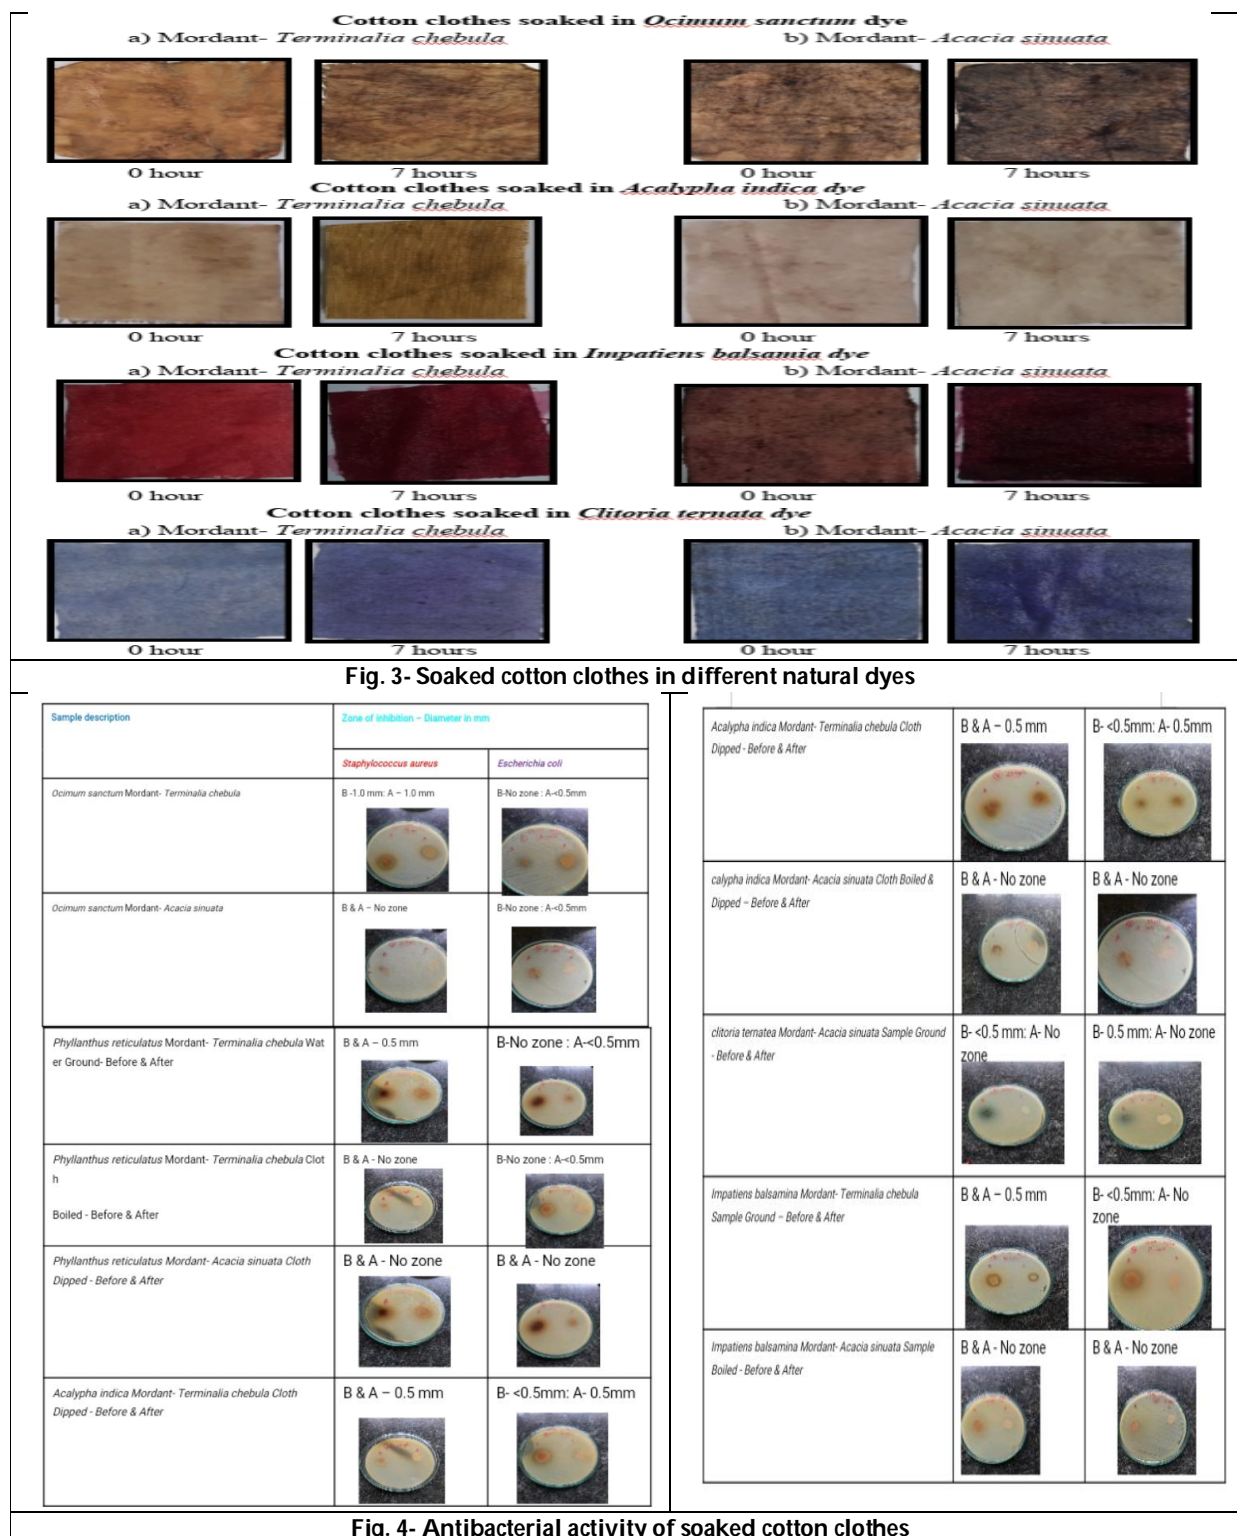 Cotton clothes soaked in Ocimum sanctum dye
a) Mordant- Terminalia chebula
b) Mordant- Acacia sinuata
0 hour
7 hours
0 hour
7 hours
Cotton clothes soaked in Acalypha indica dye
a) Mordant- Terminalia chebula
b) Mordant- Acacia sinuata
0 hour
7 hours
0 hour
7 hours
Cotton clothes soaked in Impatiens balsamia dye
a) Mordant- Terminalia chebula
b) Mordant- Acacia sinuata
0 hour
7 hours
0 hour
7 hours
Cotton clothes soaked in Clitoria ternata dye
a) Mordant- Terminalia chebula
b) Mordant- Acacia sinuata
0 hour
7 hours
0 hour
7 hours
Fig. 3- Soaked cotton clothes in different natural dyes
Sample description
Zone of inhibition – Diameter in mm
Staphylococcus aureus
Escherichia coli
Ocimum sanctum Mordant- Terminalia chebula
B -1.0 mm: A – 1.0 mm
B-No zone : A-<0.5mm
Ocimum sanctum Mordant- Acacia sinuata
B & A – No zone
B-No zone : A-<0.5mm
Phyllanthus reticulatus Mordant- Terminalia chebula Wat
er Ground- Before & After
B & A – 0.5 mm
B-No zone : A-<0.5mm
Phyllanthus reticulatus Mordant- Terminalia chebula Clot
h
Boiled - Before & After
B & A - No zone
B-No zone : A-<0.5mm
Phyllanthus reticulatus Mordant- Acacia sinuata Cloth
Dipped - Before & After
B & A - No zone
B & A - No zone
Acalypha indica Mordant- Terminalia chebula Cloth
Dipped - Before & After
B & A – 0.5 mm
B- <0.5mm: A- 0.5mm
Acalypha indica Mordant- Terminalia chebula Cloth
Dipped - Before & After
B & A – 0.5 mm
B- <0.5mm: A- 0.5mm
calypha indica Mordant- Acacia sinuata Cloth Boiled &
Dipped – Before & After
B & A - No zone
B & A - No zone
clitoria ternatea Mordant- Acacia sinuata Sample Ground
- Before & After
B- <0.5 mm: A- No
zone
B- 0.5 mm: A- No zone
Impatiens balsamina Mordant- Terminalia chebula
Sample Ground – Before & After
B & A – 0.5 mm
B- <0.5mm: A- No
zone
Impatiens balsamina Mordant- Acacia sinuata Sample
Boiled - Before & After
B & A - No zone
B & A - No zone
Fig. 4- Antibacterial activity of soaked cotton clothes